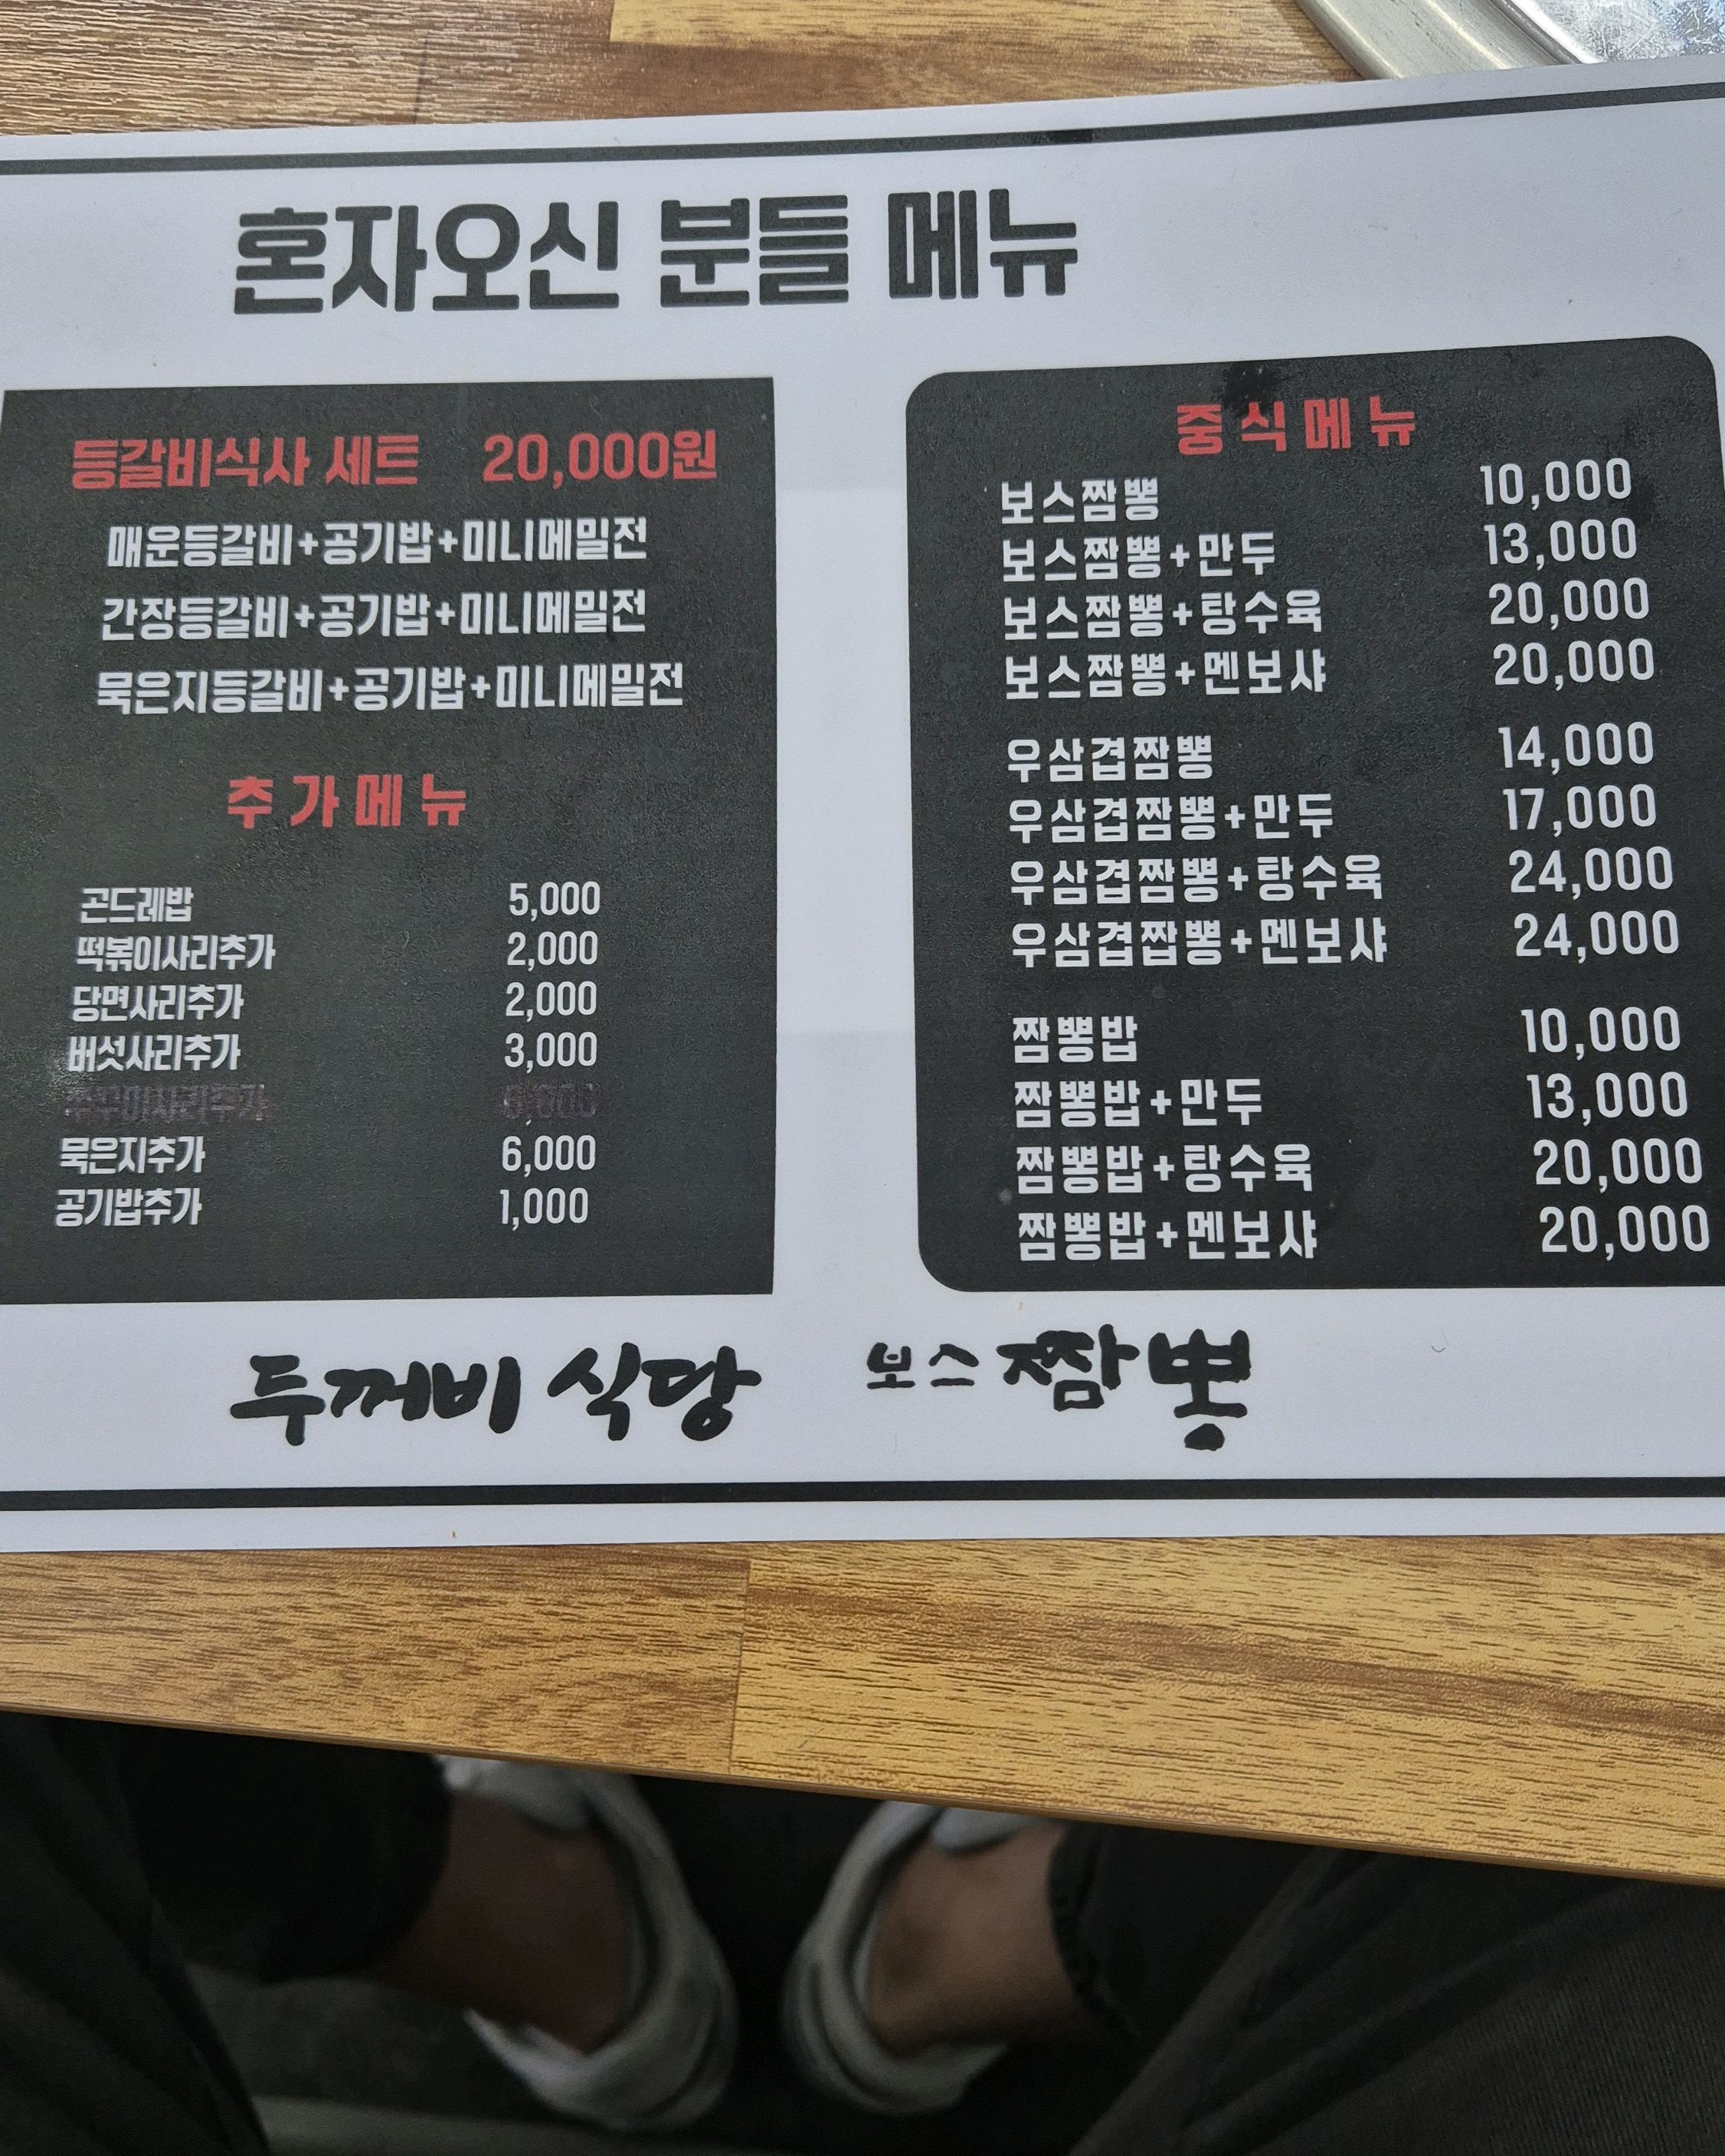 혼자오신 분들 메뉴
등갈비식사 세트 20,000원
매운등갈비+공기밥+미니메밀전
간장등갈비+공기밥+미니메밀전
묵은지등갈비+공기밥+미니메밀전
추가메뉴
곤드레밥 5,000
떡볶이사리추가 2,000
당면사리추가 2,000
버섯사리추가 3,000
묵은지추가 6,000
공기밥추가 1,000
중식메뉴
보스짬뽕 10,000
보스짬뽕+만두 13,000
보스짬뽕+탕수육 20,000
보스짬뽕+멘보샤 20,000
우삼겹짬뽕 14,000
우삼겹짬뽕+만두 17,000
우삼겹짬뽕+탕수육 24,000
우삼겹짭뽕+멘보샤 24,000
짬뽕밥 10,000
짬뽕밥+만두 13,000
짬뽕밥+탕수육 20,000
짬뽕밥+멘보샤 20,000
두꺼비 식당
보스짬뽕